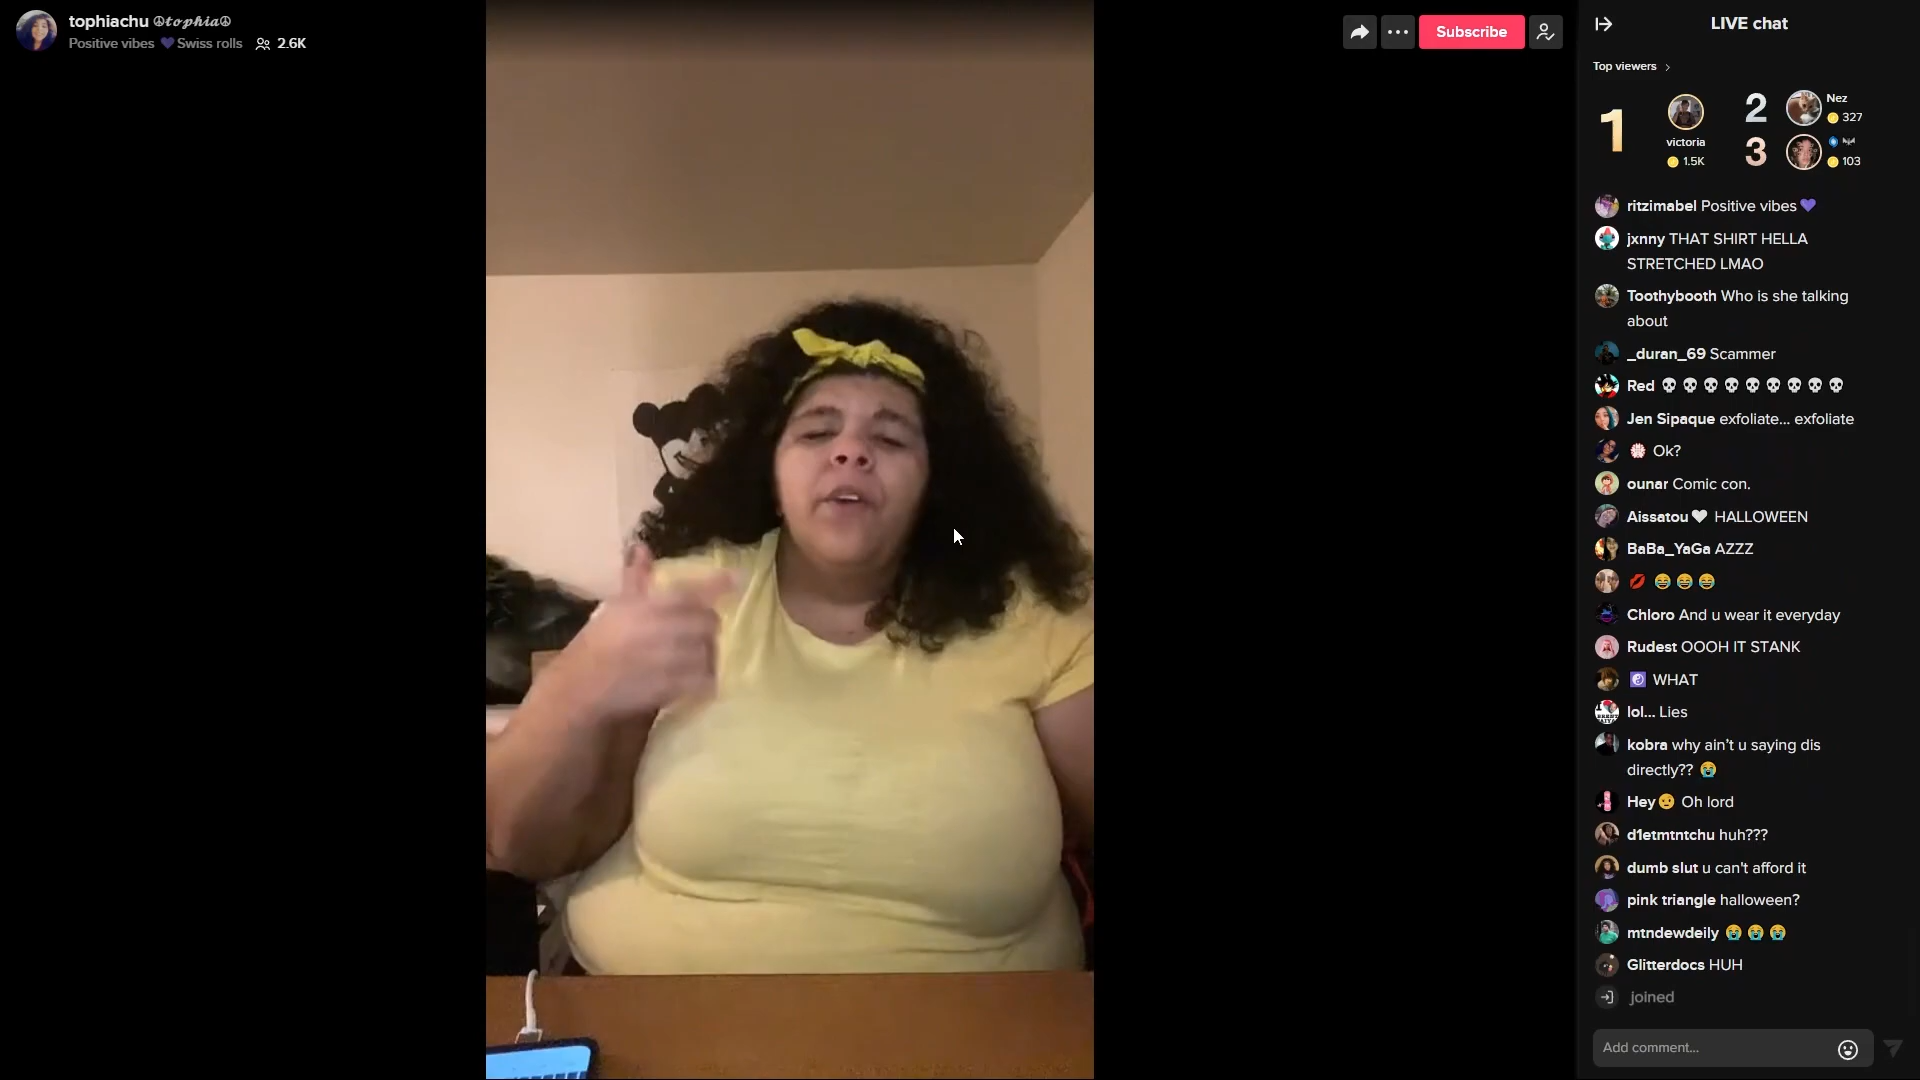 tophiachu ☮𝓽𝓸𝓹𝓱𝓲𝓪☮
Positive vibes 💜Swiss rolls 2.6K
Subscribe
LIVE chat
Top viewers >
1
victoria
1.5K
2
Nez
327
3
103
ritzimabel Positive vibes💜
jxnny THAT SHIRT HELLA
STRETCHED LMAO
Toothybooth Who is she talking
about
_duran_69 Scammer
Red 💀💀💀💀💀💀💀💀💀
Jen Sipaque exfoliate... exfoliate
Ok?
ounar Comic con.
Aissatou🤍 HALLOWEEN
BaBa_YaGa AZZZ
💋 😂😂😂
Chloro And u wear it everyday
Rudest OOOH IT STANK
☯️ WHAT
lol... Lies
kobra why ain’t u saying dis
directly?? 😭
Hey🫡 Oh lord
d1etmtntchu huh???
dumb slut u can't afford it
pink triangle halloween?
mtndewdeily 😭😭😭
Glitterdocs HUH
joined
Add comment...